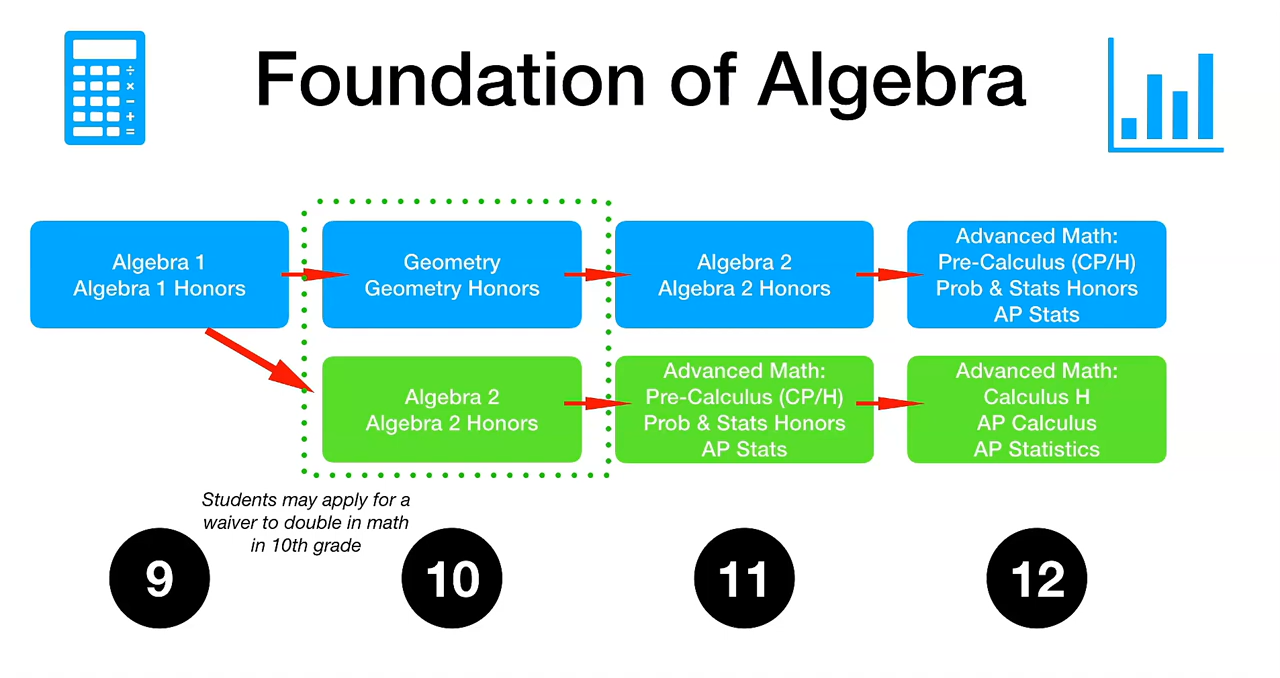 Foundation of Algebra
÷
×
−
+
=
Algebra 1
Algebra 1 Honors
Geometry
Geometry Honors
Algebra 2
Algebra 2 Honors
Advanced Math:
Pre-Calculus (CP/H)
Prob & Stats Honors
AP Stats
Algebra 2
Algebra 2 Honors
Advanced Math:
Pre-Calculus (CP/H)
Prob & Stats Honors
AP Stats
Advanced Math:
Calculus H
AP Calculus
AP Statistics
Students may apply for a
waiver to double in math
in 10th grade
9
10
11
12